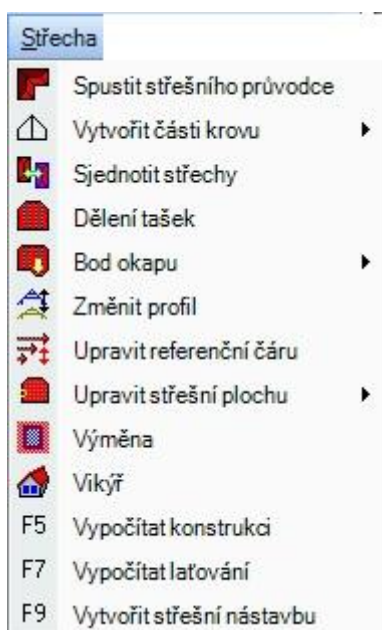 Střecha
Spustit střešního průvodce
Vytvořit části krovu
Sjednotit střechy
Dělení tašek
Bod okapu
Změnit profil
Upravit referenční čáru
Upravit střešní plochu
Výměna
Vikýř
F5 Vypočítat konstrukci
F7 Vypočítat laťování
F9 Vytvořit střešní nástavbu